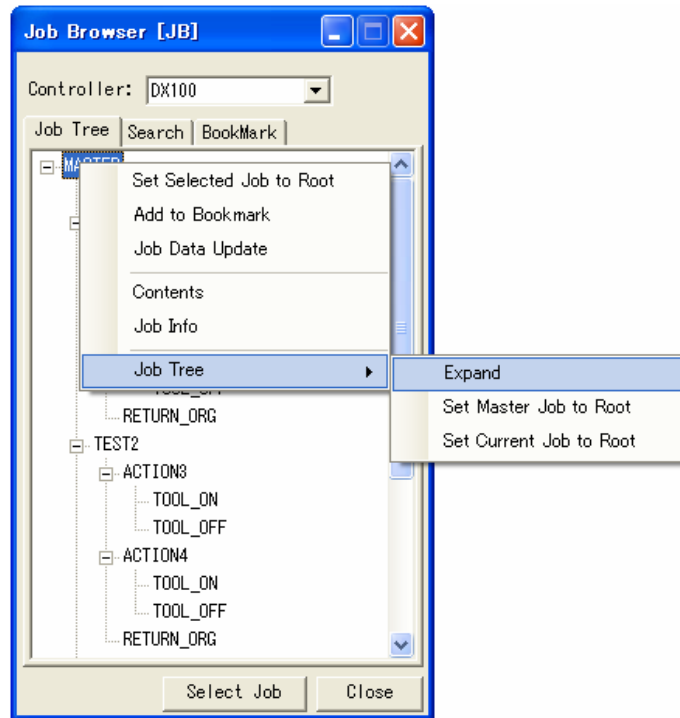 Job Browser [JB]
Controller: DX100
Job Tree Search BookMark
MASTER
Set Selected Job to Root
Add to Bookmark
Job Data Update
Contents
Job Info
Job Tree
Expand
Set Master Job to Root
Set Current Job to Root
TOOL_OFF
RETURN_ORG
TEST2
ACTION3
TOOL_ON
TOOL_OFF
ACTION4
TOOL_ON
TOOL_OFF
RETURN_ORG
Select Job Close